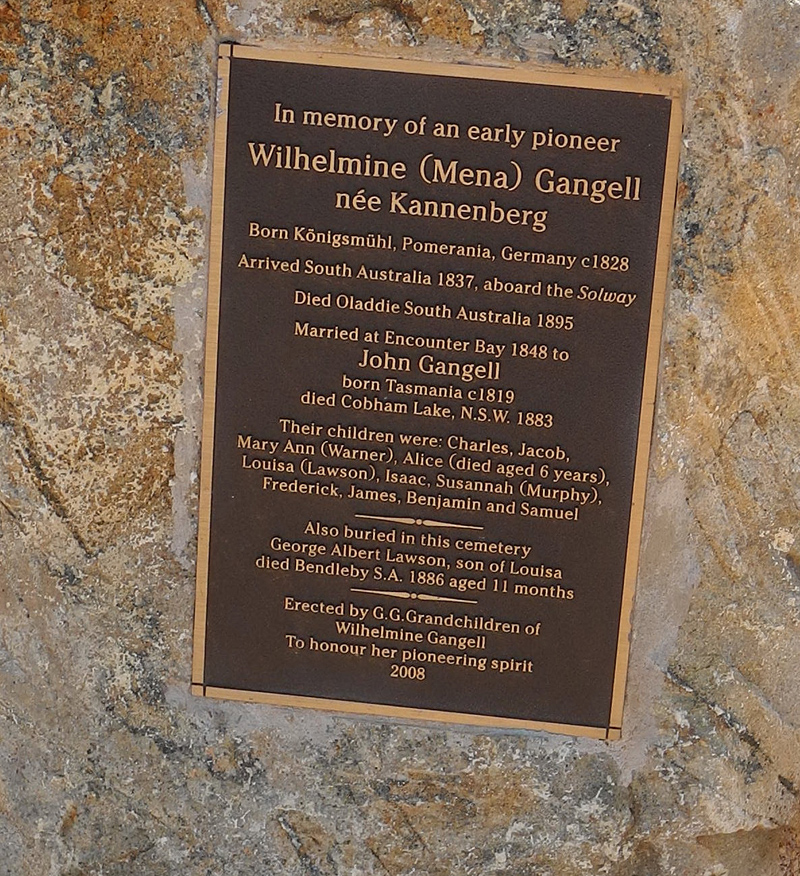 In memory of an early pioneer
Wilhelmine (Mena) Gangell
née Kannenberg
Born Königsmühl, Pomerania, Germany c1828
Arrived South Australia 1837, aboard the Solway
Died Oladdie South Australia 1895
Married at Encounter Bay 1848 to
John Gangell
born Tasmania c1819
died Cobham Lake, N.S.W. 1883
Their children were: Charles, Jacob,
Mary Ann (Warner), Alice (died aged 6 years),
Louisa (Lawson), Isaac, Susannah (Murphy),
Frederick, James, Benjamin and Samuel
Also buried in this cemetery
George Albert Lawson, son of Louisa
died Bendleby S.A. 1886 aged 11 months
Erected by G.G.Grandchildren of
Wilhelmine Gangell
To honour her pioneering spirit
2008